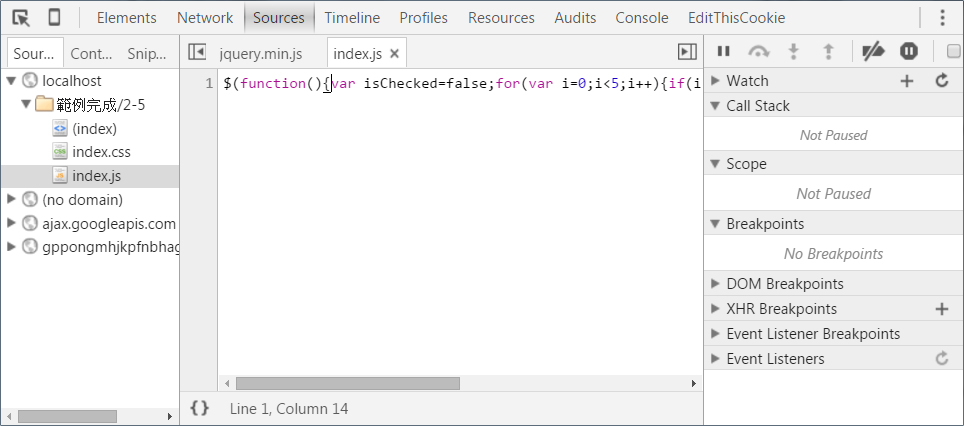 Elements Network Sources Timeline Profiles Resources Audits Console EditThisCookie
Sour... Cont... Snip...
jquery.min.js index.js
localhost
範例完成/2-5
(index)
index.css
index.js
(no domain)
ajax.googleapis.com
gppongmhjkpfnbhag
1 $(function(){var isChecked=false;for(var i=0;i<5;i++){if(i
{} Line 1, Column 14
Watch
Call Stack
Not Paused
Scope
Not Paused
Breakpoints
No Breakpoints
DOM Breakpoints
XHR Breakpoints
Event Listener Breakpoints
Event Listeners